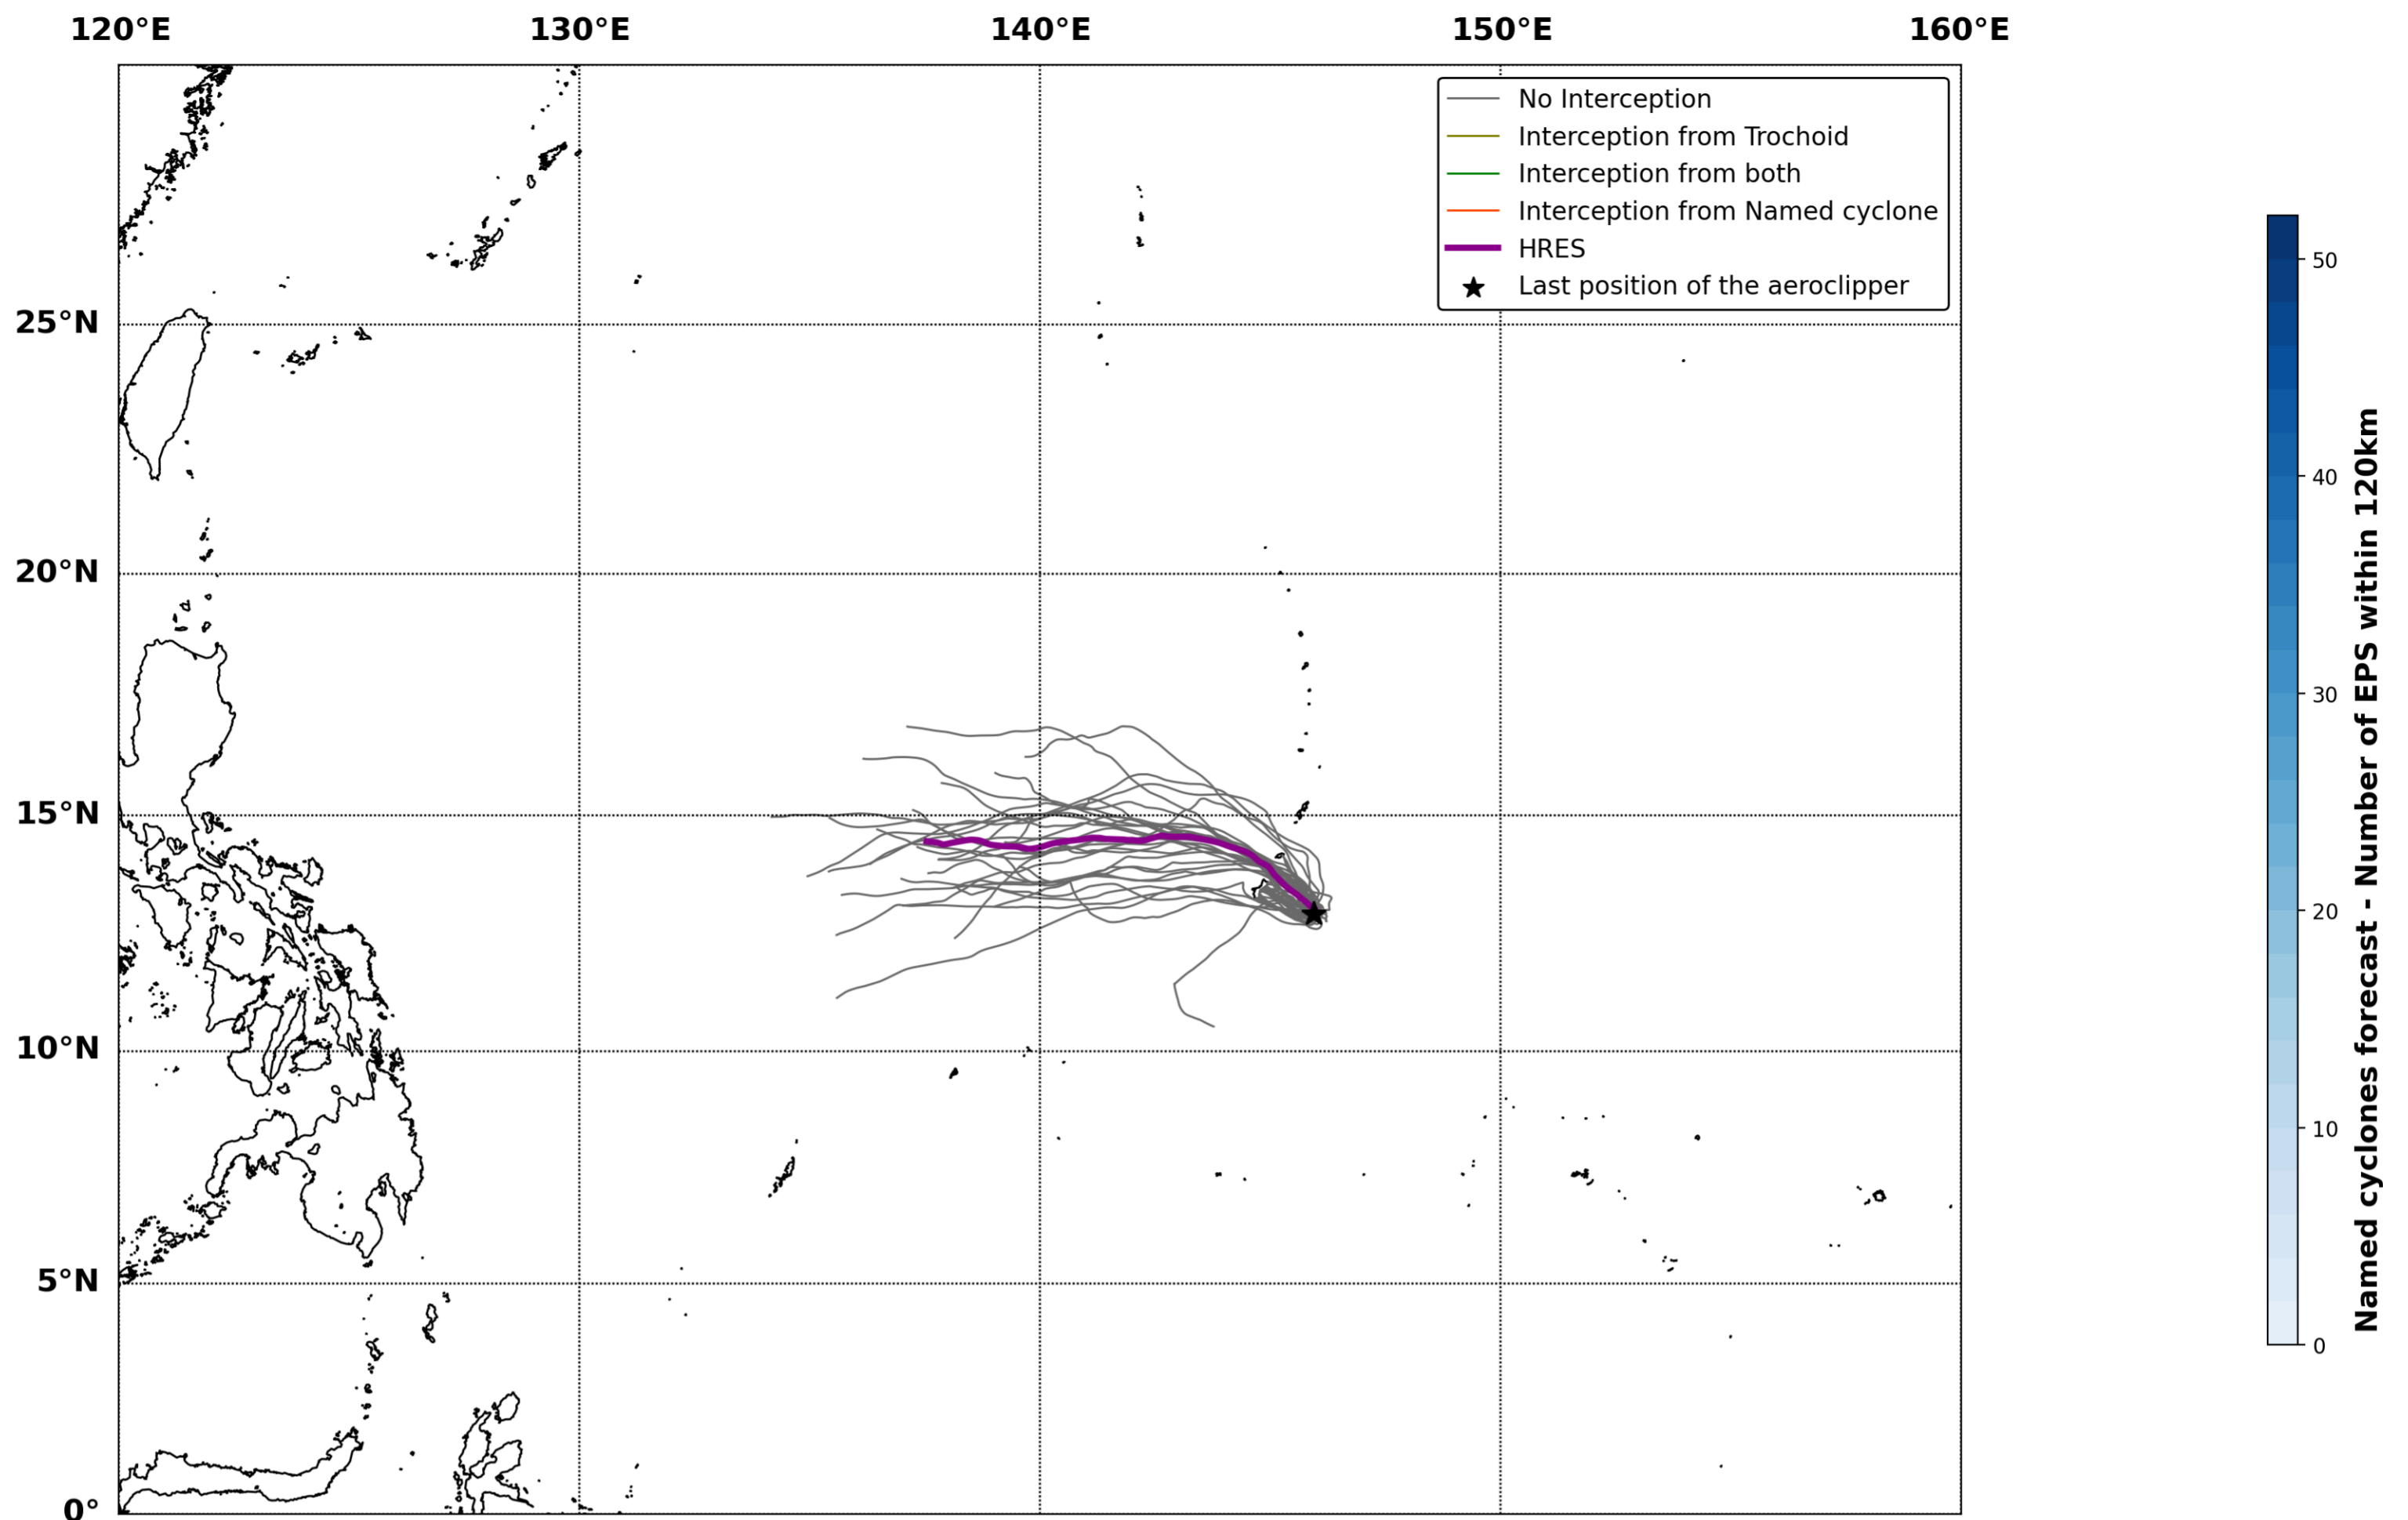 120°E 130°E 140°E 150°E 160°E
No Interception
Interception from Trochoid
Interception from both
Interception from Named cyclone
HRES
Last position of the aeroclipper
25°N
20°N
15°N
10°N
5°N
0°
50
40
30
20
10
0
Named cyclones forecast - Number of EPS within 120km